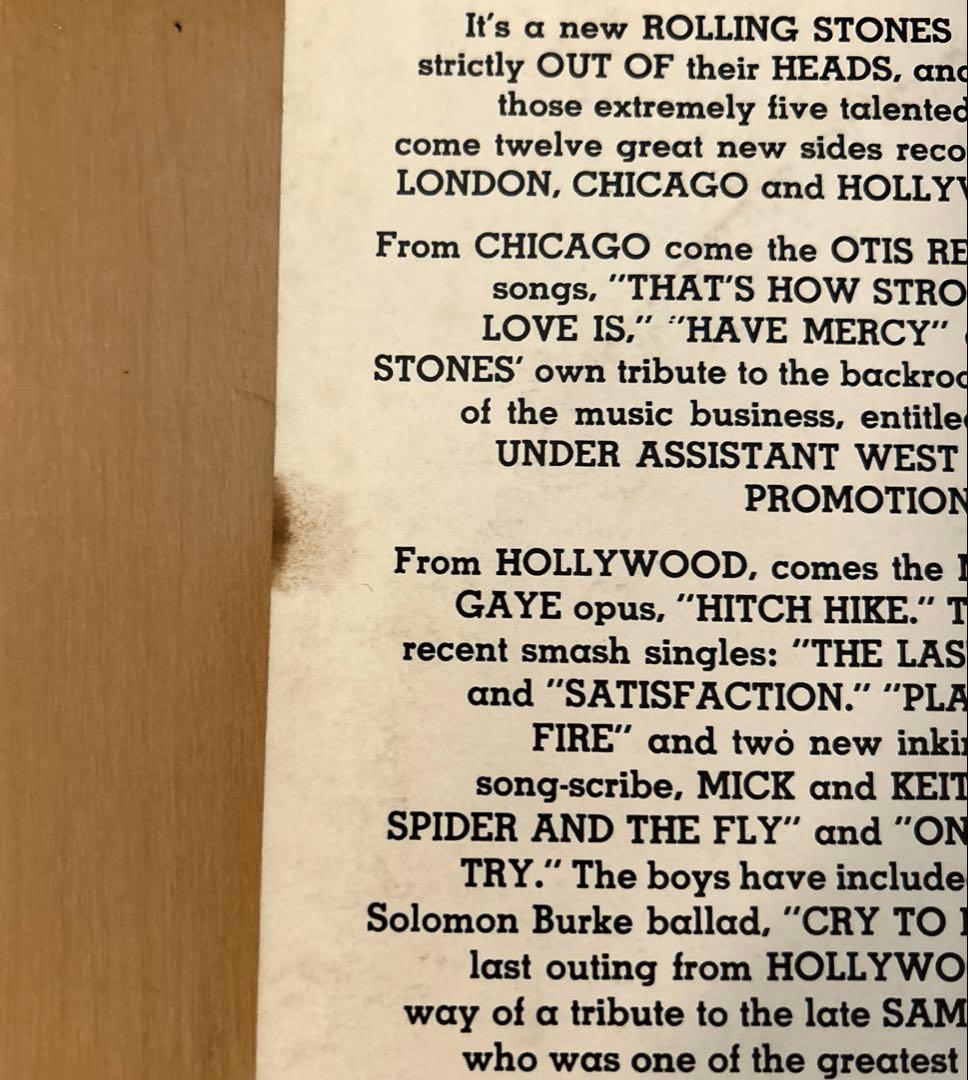 It's a new ROLLING STONES
strictly OUT OF their HEADS, and
those extremely five talented
come twelve great new sides reco
LONDON, CHICAGO and HOLLYW
From CHICAGO come the OTIS RE
songs, "THAT'S HOW STRO
LOVE IS," "HAVE MERCY"
STONES' own tribute to the backroo
of the music business, entitle
UNDER ASSISTANT WEST
PROMOTION
From HOLLYWOOD, comes the
GAYE opus, "HITCH HIKE." T
recent smash singles: "THE LAS
and "SATISFACTION." "PLA
FIRE" and two new inkin
song-scribe, MICK and KEIT
SPIDER AND THE FLY" and "ON
TRY." The boys have include
Solomon Burke ballad, "CRY TO
last outing from HOLLYWO
way of a tribute to the late SAM
who was one of the greatest